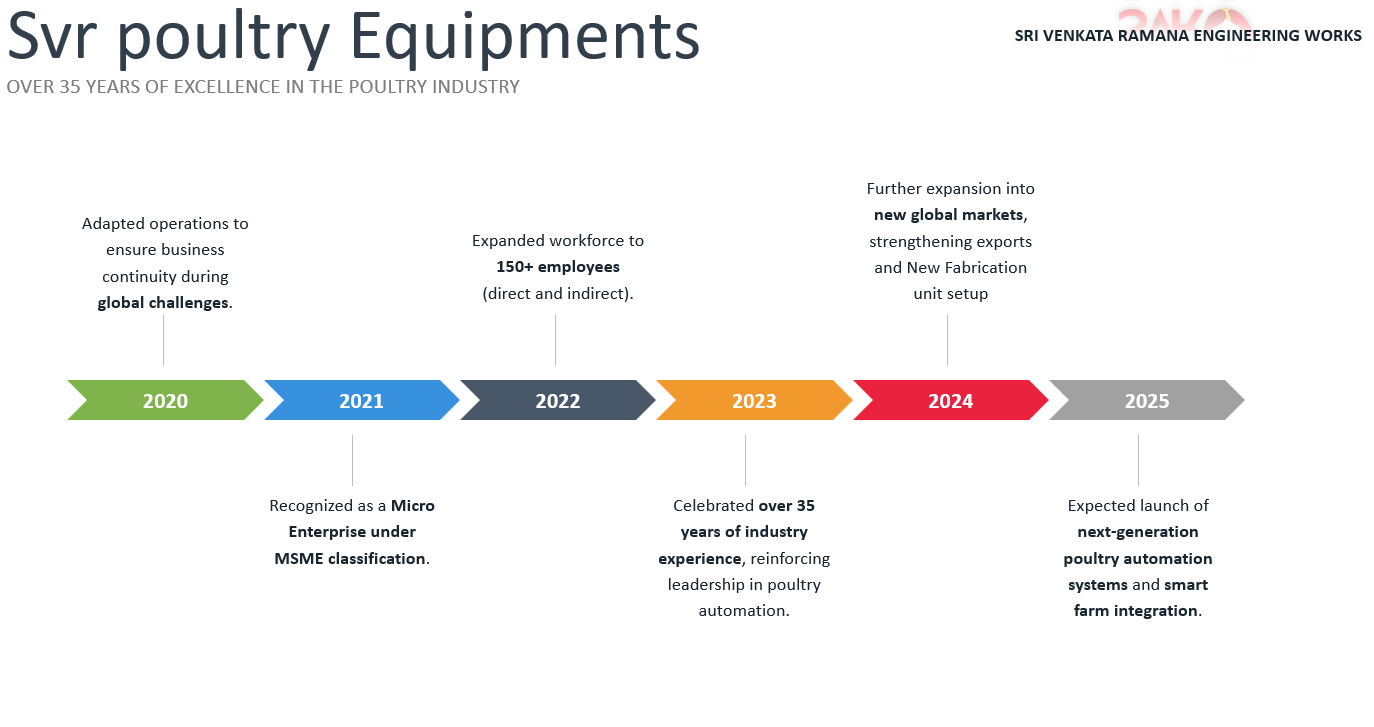 Svr poultry Equipments
OVER 35 YEARS OF EXCELLENCE IN THE POULTRY INDUSTRY
SRI VENKATA RAMANA ENGINEERING WORKS
Adapted operations to
ensure business
continuity during
global challenges.
Expanded workforce to
150+ employees
(direct and indirect).
Further expansion into
new global markets,
strengthening exports
and New Fabrication
unit setup
2020
2021
2022
2023
2024
2025
Recognized as a Micro
Enterprise under
MSME classification.
Celebrated over 35
years of industry
experience, reinforcing
leadership in poultry
automation.
Expected launch of
next-generation
poultry automation
systems and smart
farm integration.